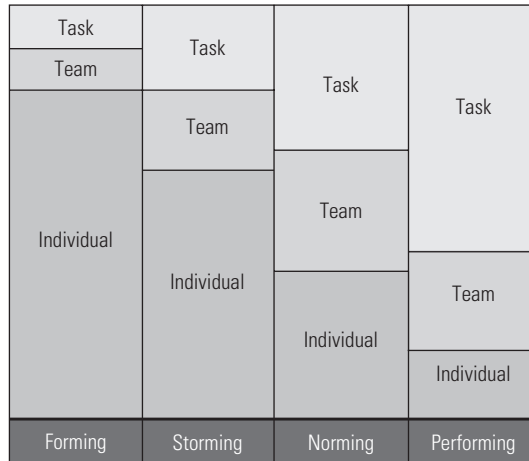 Task
Team
Individual
Forming
Task
Team
Individual
Storming
Task
Team
Individual
Norming
Task
Team
Individual
Performing